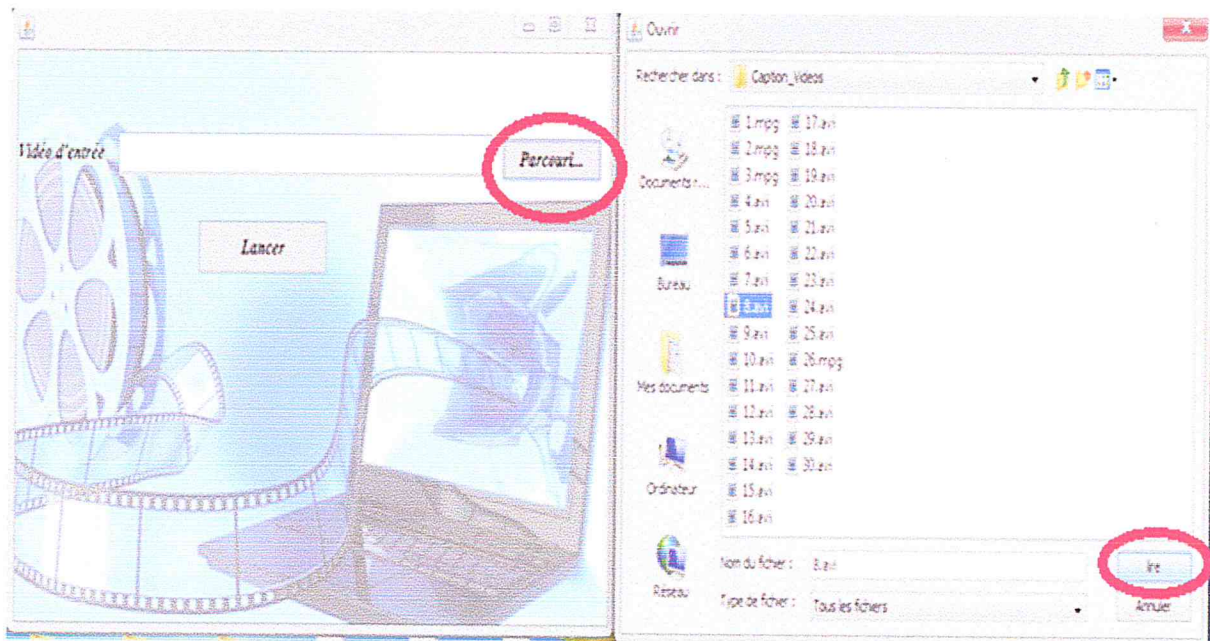 Vidéo d'entrée
Parcouri...
Lancer
Ouvrir
Rechercher dans :
Caption_Videos
1.mpg
2.mpg
3.mpg
4.avi
5.avi
6.avi
7.avi
8.avi
9.avi
10.avi
11.avi
12.avi
13.avi
14.avi
15.avi
16.avi
17.avi
18.avi
19.avi
20.avi
21.avi
22.avi
23.avi
24.avi
25.avi
26.mpg
27.avi
28.avi
29.avi
30.avi
Documents r...
Bureau
Mes documents
Ordinateur
Réseau
Nom du fichier :
8.avi
lire
Type de fichier :
Tous les fichiers
Annuler